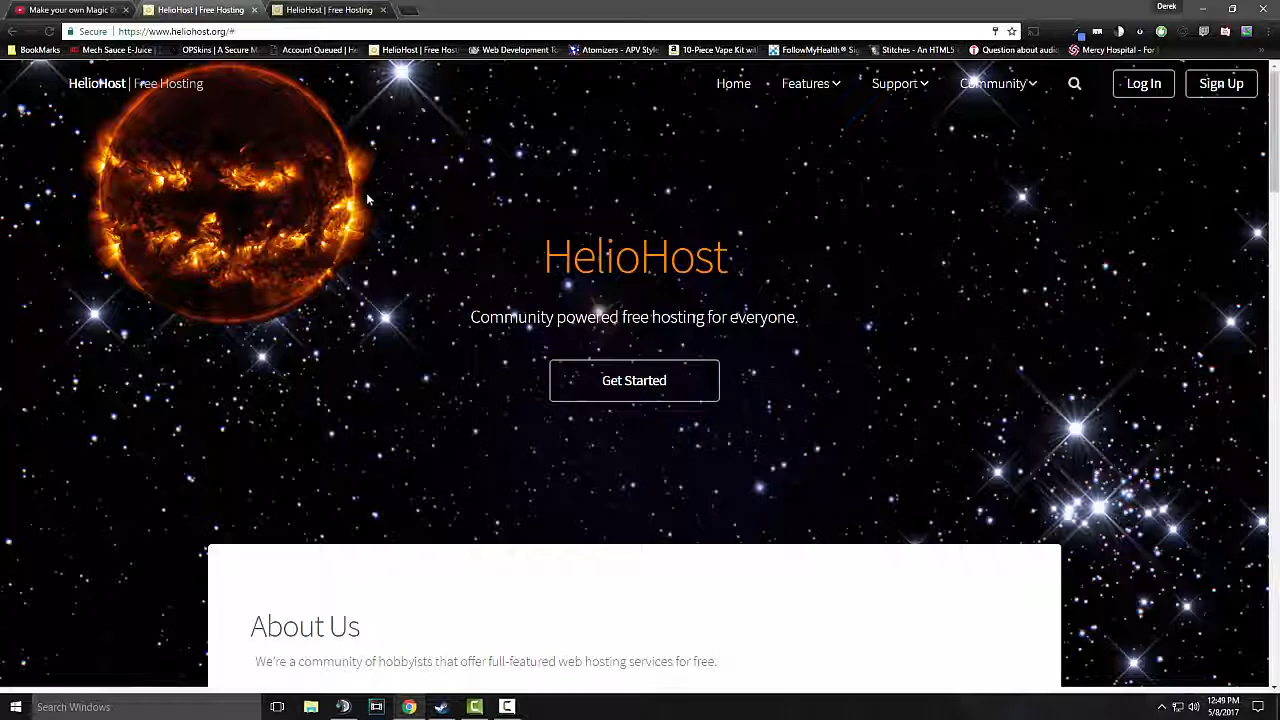 Make your own Magic 8
HelioHost | Free Hosting
HelioHost | Free Hosting
Derek
Secure | https://www.heliohost.org/#
BookMarks
Mech Sauce E-Juice
OPSkins | A Secure M
Account Queued | He
HelioHost | Free Host
Web Development To
Atomizers - APV Style
10-Piece Vape Kit wit
FollowMyHealth® Sig
Stitches - An HTML5
Question about audio
Mercy Hospital - For
HelioHost | Free Hosting
Home
Features
Support
Community
Log In
Sign Up
HelioHost
Community powered free hosting for everyone.
Get Started
About Us
We're a community of hobbyists that offer full-featured web hosting services for free.
Search Windows
12:49 PM
5/8/2017